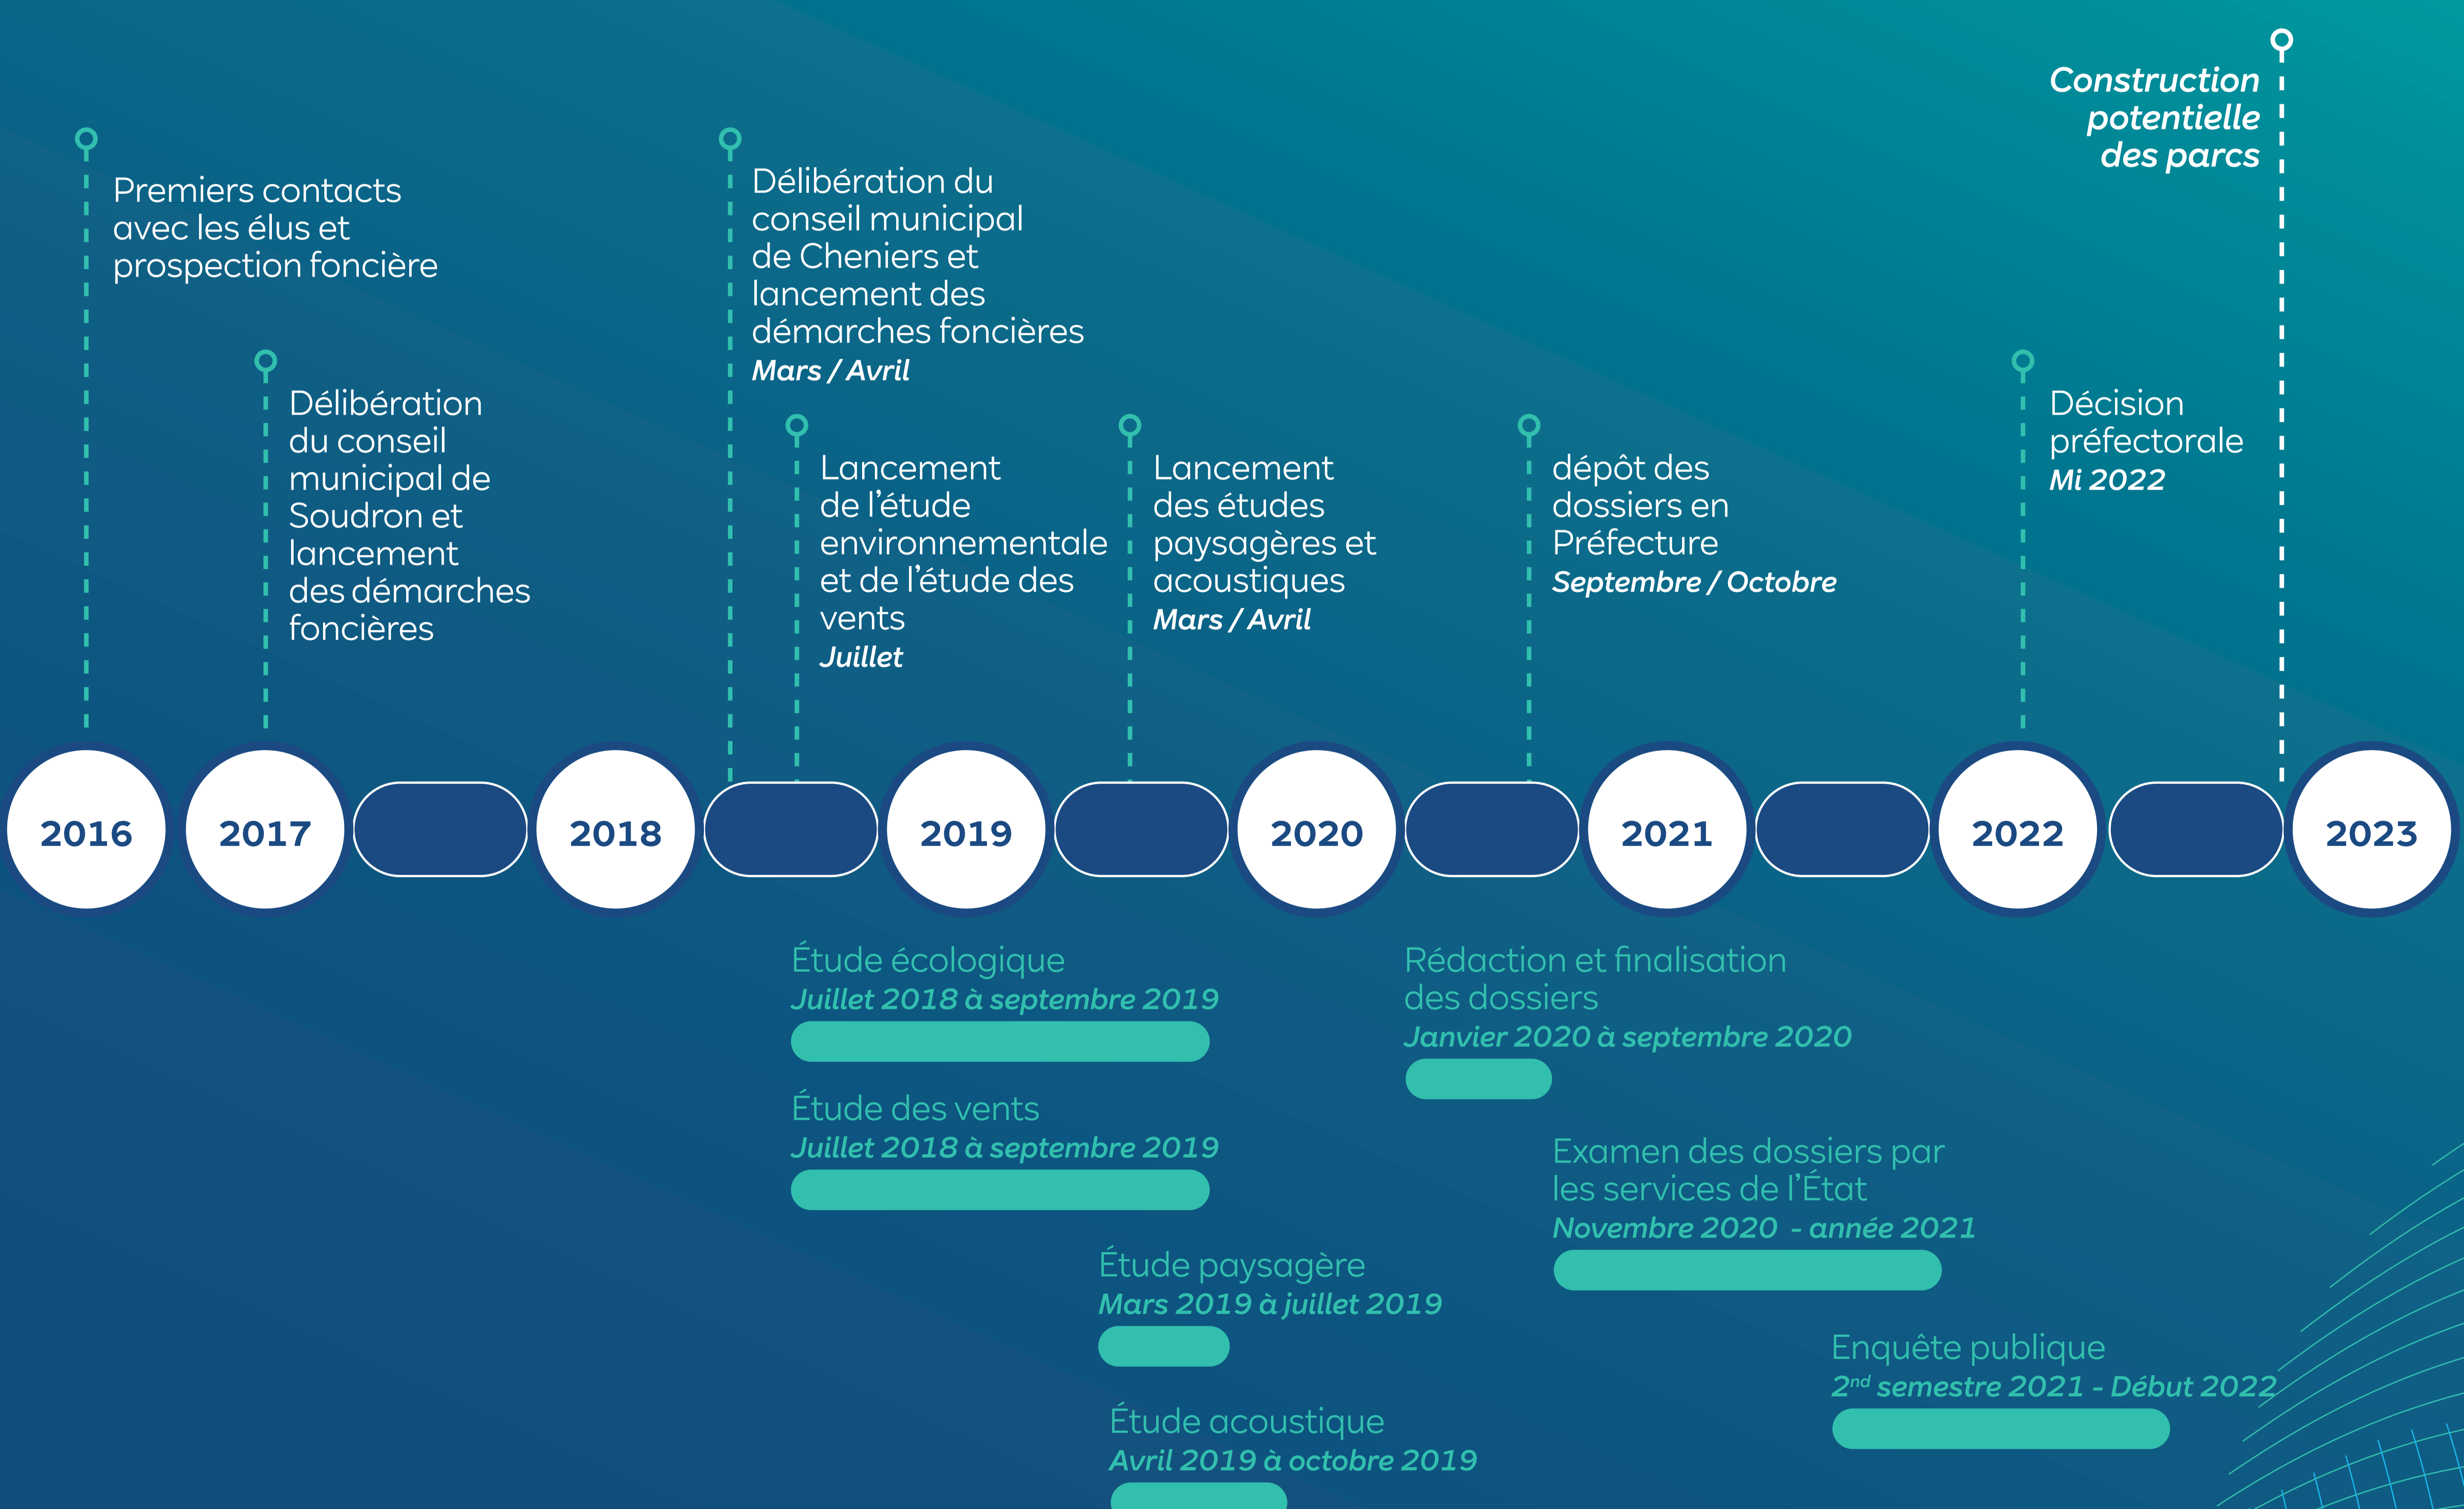 Construction
potentielle
des parcs
Premiers contacts
avec les élus et
prospection foncière
Délibération
du conseil
municipal de
Soudron et
lancement
des démarches
foncières
Délibération du
conseil municipal
de Cheniers et
lancement des
démarches foncières
Mars / Avril
Lancement
de l’étude
environnementale
et de l’étude des
vents
Juillet
Lancement
des études
paysagères et
acoustiques
Mars / Avril
dépôt des
dossiers en
Préfecture
Septembre / Octobre
Décision
préfectorale
Mi 2022
2016
2017
2018
2019
2020
2021
2022
2023
Étude écologique
Juillet 2018 à septembre 2019
Étude des vents
Juillet 2018 à septembre 2019
Étude paysagère
Mars 2019 à juillet 2019
Étude acoustique
Avril 2019 à octobre 2019
Rédaction et finalisation
des dossiers
Janvier 2020 à septembre 2020
Examen des dossiers par
les services de l’État
Novembre 2020 - année 2021
Enquête publique
2nd semestre 2021 - Début 2022